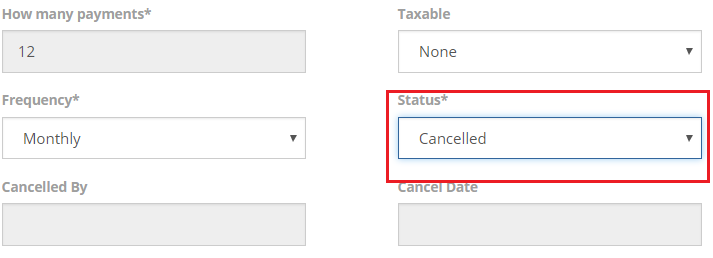 How many payments*
Taxable
12
None
Frequency*
Status*
Monthly
Cancelled
Cancelled By
Cancel Date